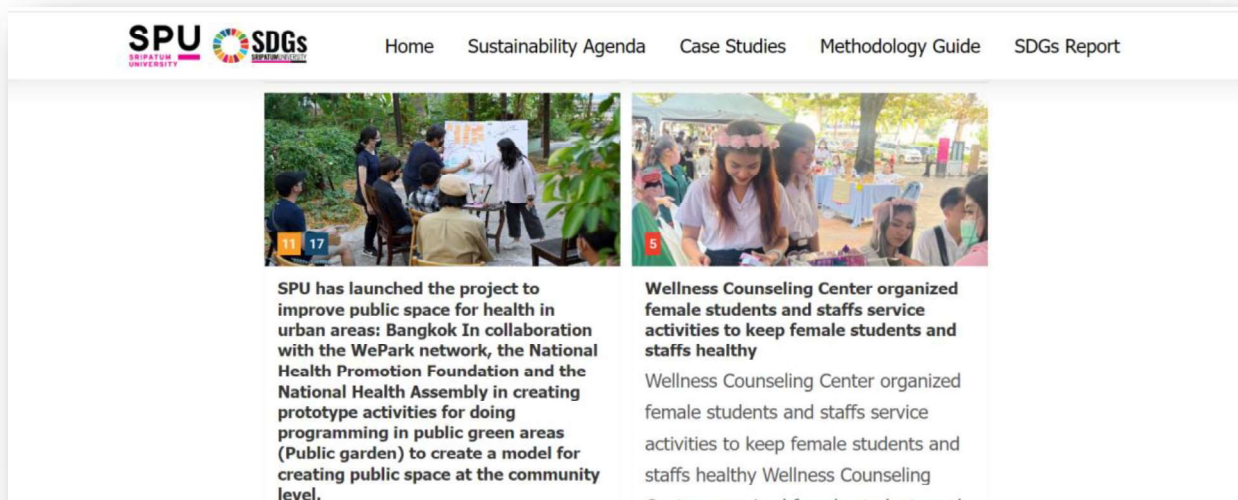 SPU
SRIPATUM
UNIVERSITY
SDGs
SRIPATUM UNIVERSITY
Home
Sustainability Agenda
Case Studies
Methodology Guide
SDGs Report
11 17
SPU has launched the project to
improve public space for health in
urban areas: Bangkok In collaboration
with the WePark network, the National
Health Promotion Foundation and the
National Health Assembly in creating
prototype activities for doing
programming in public green areas
(Public garden) to create a model for
creating public space at the community
level.
5
Wellness Counseling Center organized
female students and staffs service
activities to keep female students and
staffs healthy
Wellness Counseling Center organized
female students and staffs service
activities to keep female students and
staffs healthy Wellness Counseling